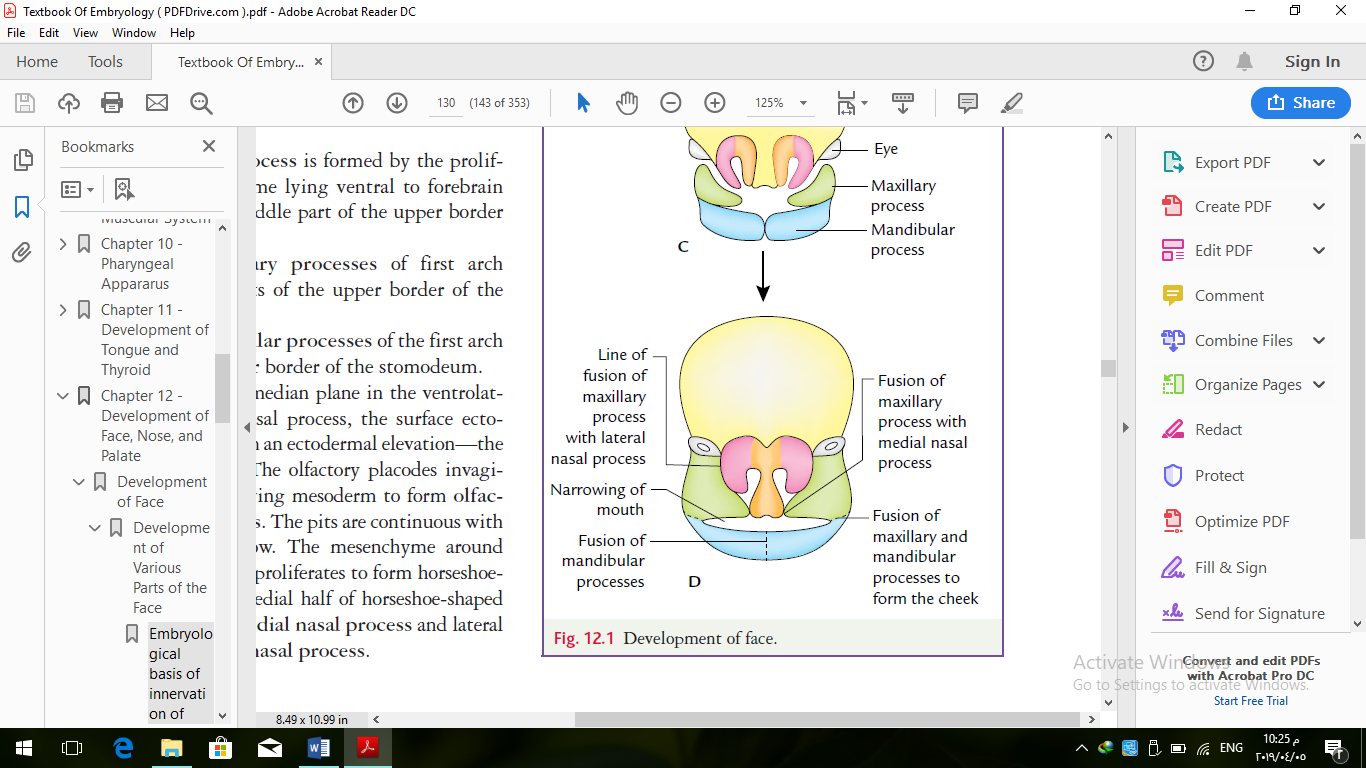 Textbook Of Embryology ( PDFDrive.com ).pdf - Adobe Acrobat Reader DC
File Edit View Window Help
Home Tools Textbook Of Embry... × Sign In
130 (143 of 353) 125% Share
Bookmarks
Muscular System
Chapter 10 -
Pharyngeal
Appararus
Chapter 11 -
Development of
Tongue and
Thyroid
Chapter 12 -
Development of
Face, Nose, and
Palate
Development
of Face
Developme
nt of
Various
Parts of the
Face
Embryolo
gical
basis of
innervati
on of
ocess is formed by the prolif-
me lying ventral to forebrain
ddle part of the upper border
ary processes of first arch
s of the upper border of the
lar processes of the first arch
r border of the stomodeum.
median plane in the ventrolat-
sal process, the surface ecto-
n an ectodermal elevation—the
The olfactory placodes invagi-
ying mesoderm to form olfac-
s. The pits are continuous with
ow. The mesenchyme around
proliferates to form horseshoe-
edial half of horseshoe-shaped
dial nasal process and lateral
nasal process.
8.49 x 10.99 in
Eye
Maxillary
process
Mandibular
process
C
Line of
fusion of
maxillary
process
with lateral
nasal process
Narrowing of
mouth
Fusion of
mandibular
processes
Fusion of
maxillary
process with
medial nasal
process
Fusion of
maxillary and
mandibular
processes to
form the cheek
D
Fig. 12.1 Development of face.
Export PDF
Create PDF
Edit PDF
Comment
Combine Files
Organize Pages
Redact
Protect
Optimize PDF
Fill & Sign
Send for Signature
Convert and edit PDFs
with Acrobat Pro DC
Start Free Trial
Activate Windows
Go to Settings to activate Windows.
ENG
10:25 م
٢٠١٩/٠٤/٠٥